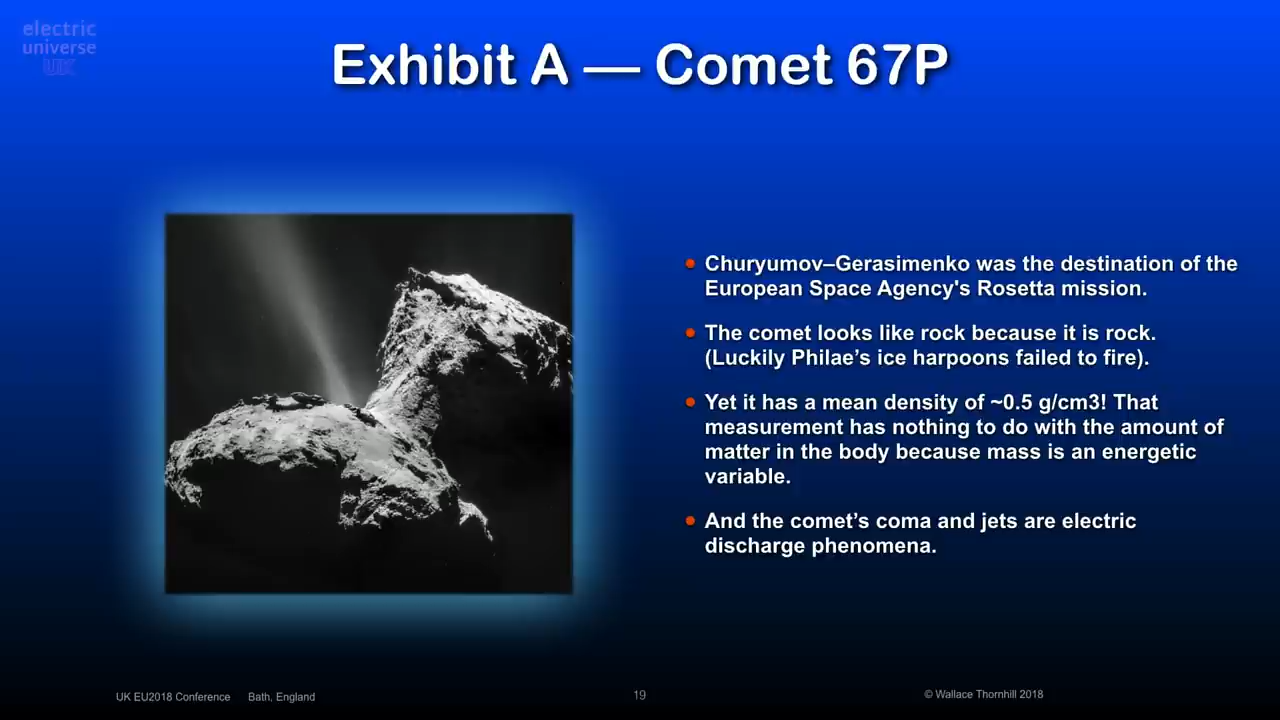 electric
universe
UK
Exhibit A — Comet 67P
• Churyumov–Gerasimenko was the destination of the
European Space Agency's Rosetta mission.
• The comet looks like rock because it is rock.
(Luckily Philae’s ice harpoons failed to fire).
• Yet it has a mean density of ~0.5 g/cm3! That
measurement has nothing to do with the amount of
matter in the body because mass is an energetic
variable.
• And the comet’s coma and jets are electric
discharge phenomena.
UK EU2018 Conference Bath, England
19
© Wallace Thornhill 2018